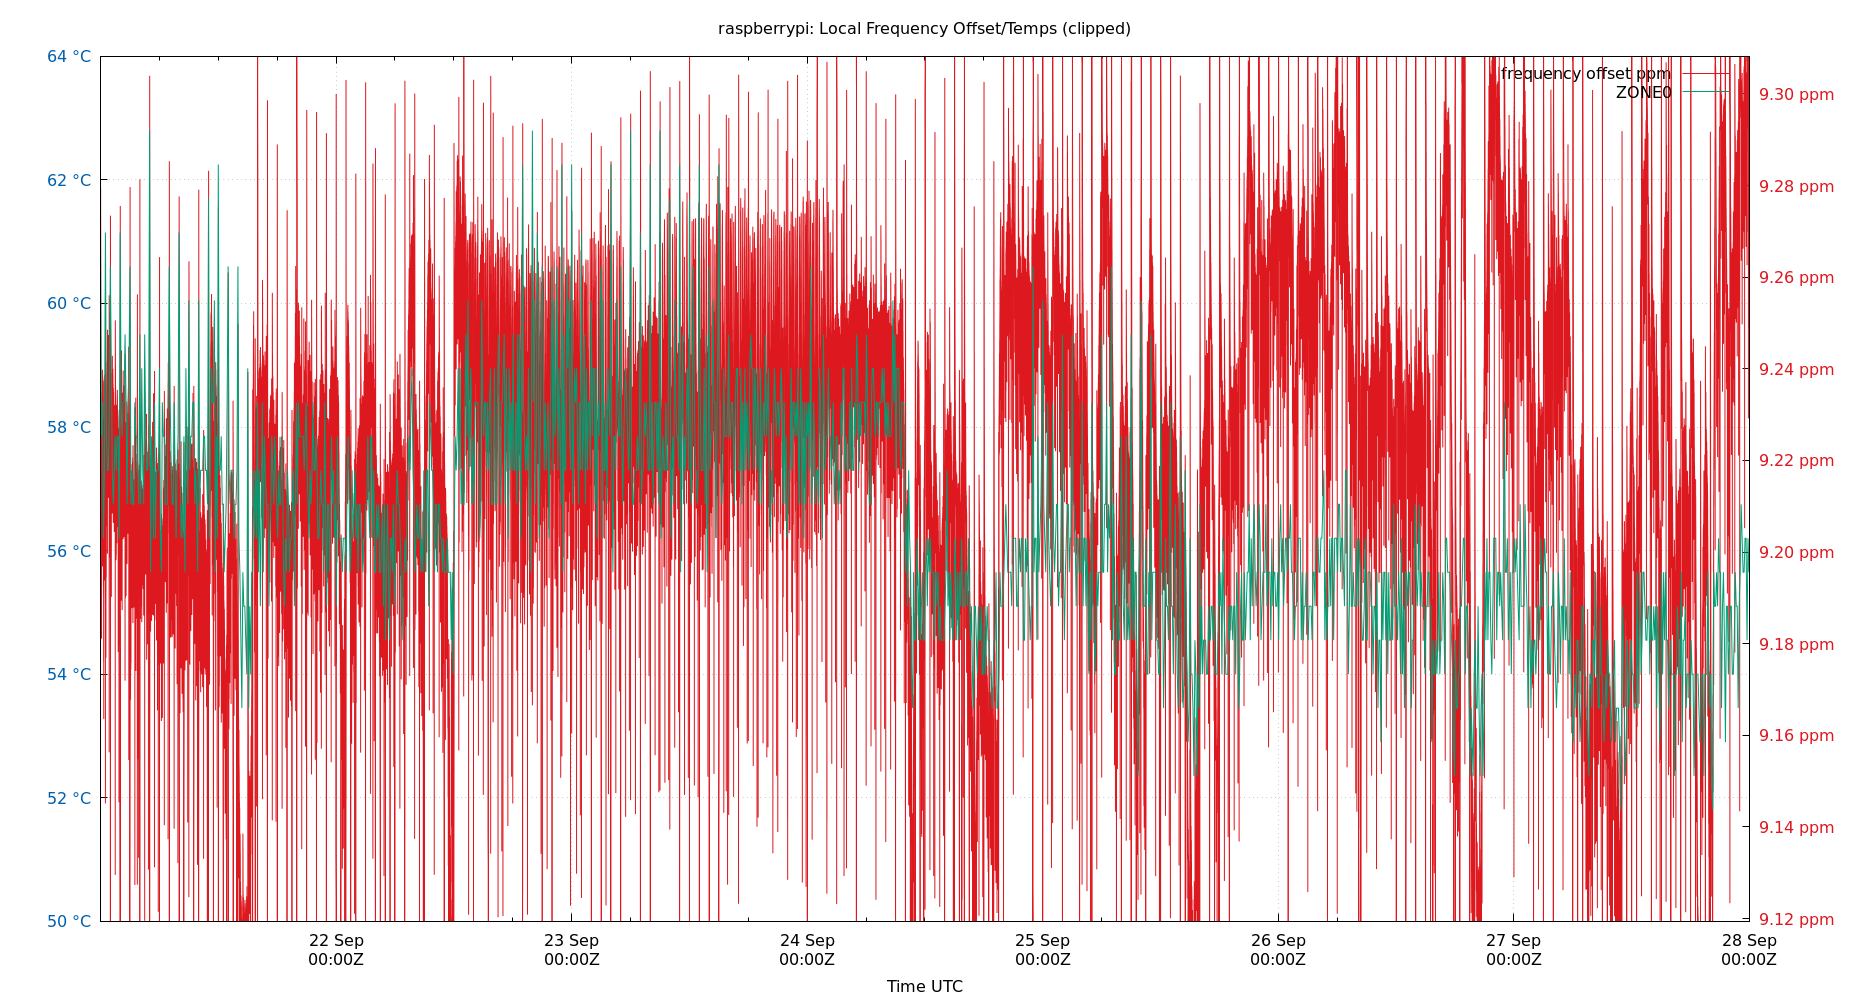 raspberrypi: Local Frequency Offset/Temps (clipped)
64 °C
62 °C
60 °C
58 °C
56 °C
54 °C
52 °C
50 °C
frequency offset ppm
ZONE0
9.30 ppm
9.28 ppm
9.26 ppm
9.24 ppm
9.22 ppm
9.20 ppm
9.18 ppm
9.16 ppm
9.14 ppm
9.12 ppm
22 Sep
00:00Z
23 Sep
00:00Z
24 Sep
00:00Z
25 Sep
00:00Z
26 Sep
00:00Z
27 Sep
00:00Z
28 Sep
00:00Z
Time UTC